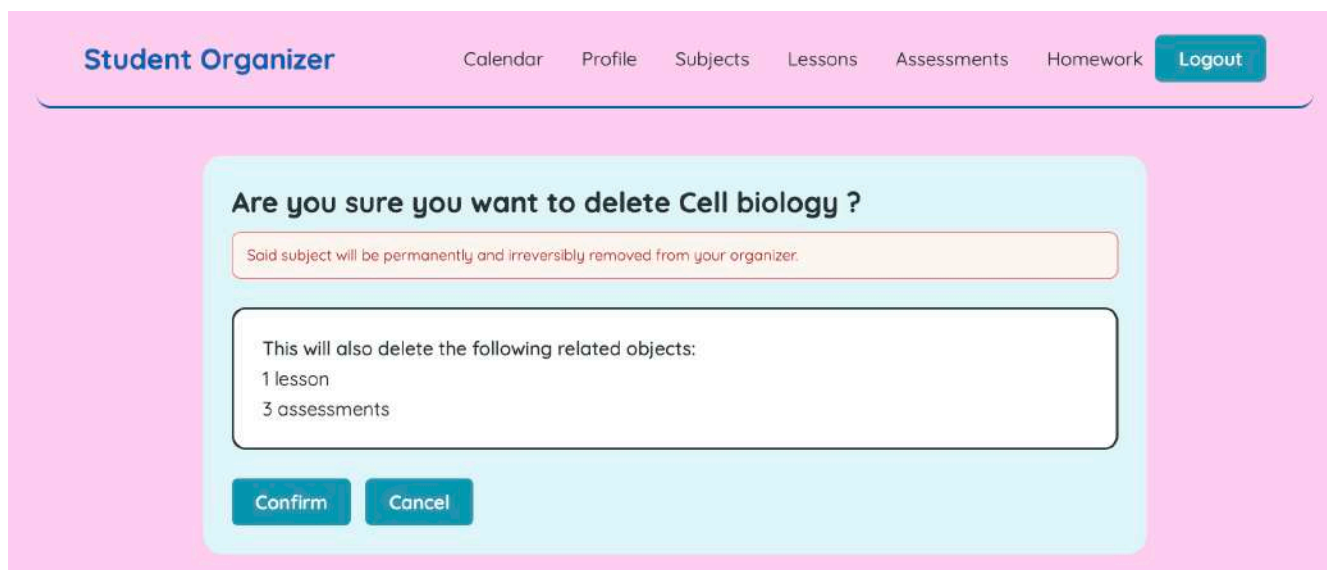 Student Organizer Calendar Profile Subjects Lessons Assessments Homework Logout
Are you sure you want to delete Cell biology ?
Said subject will be permanently and irreversibly removed from your organizer.
This will also delete the following related objects:
1 lesson
3 assessments
Confirm Cancel